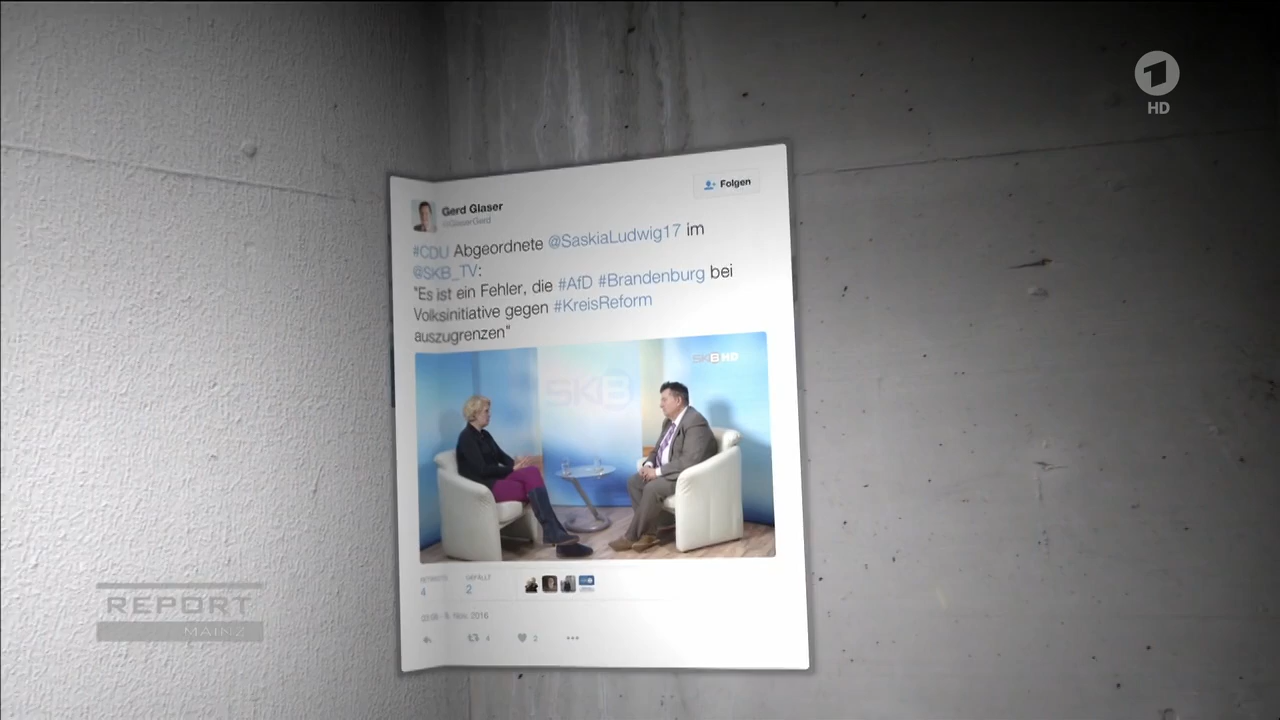 1
HD
Gerd Glaser
@GlaserGerd
Folgen
#CDU Abgeordnete @SaskiaLudwig17 im
@SKB_TV:
"Es ist ein Fehler, die #AfD #Brandenburg bei
Volksinitiative gegen #KreisReform
auszugrenzen"
SKB HD
SKB
RETWEETS
4
GEFÄLLT
2
9. Nov. 2016
4
2
REPORT
MAINZ